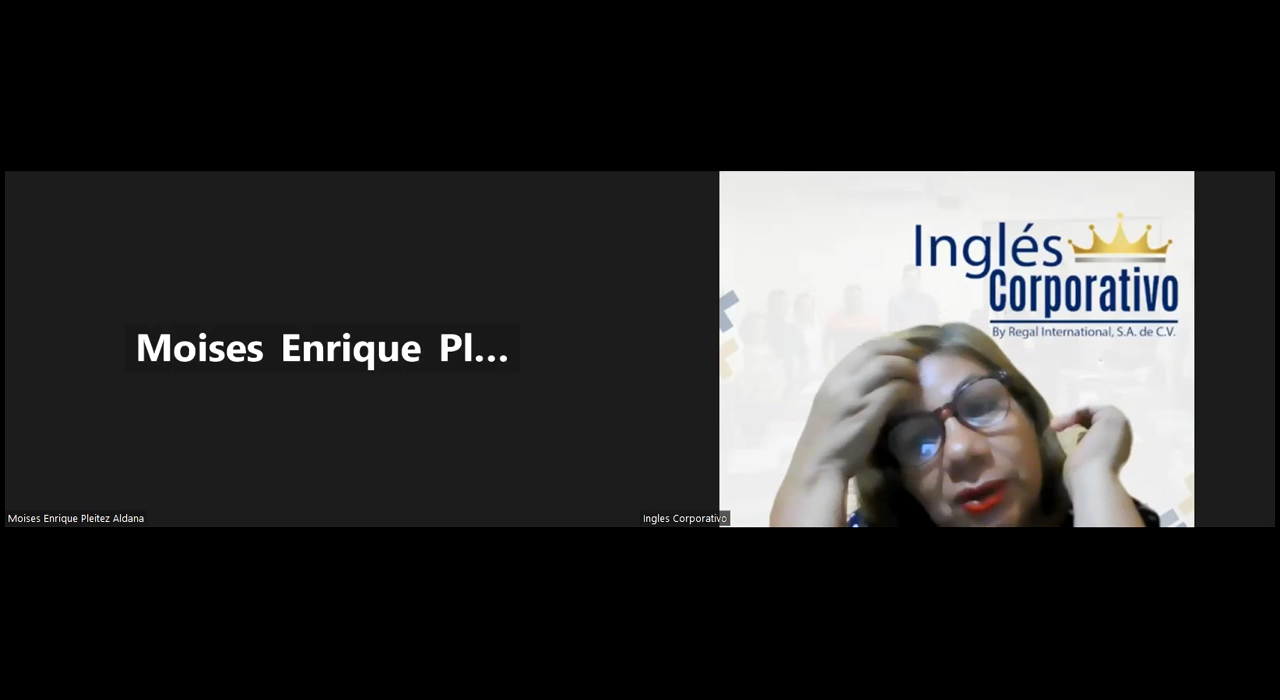 Moises Enrique Pl...
Moises Enrique Pleitez Aldana
Inglés
Corporativo
By Regal International, S.A. de C.V.
Ingles Corporativo